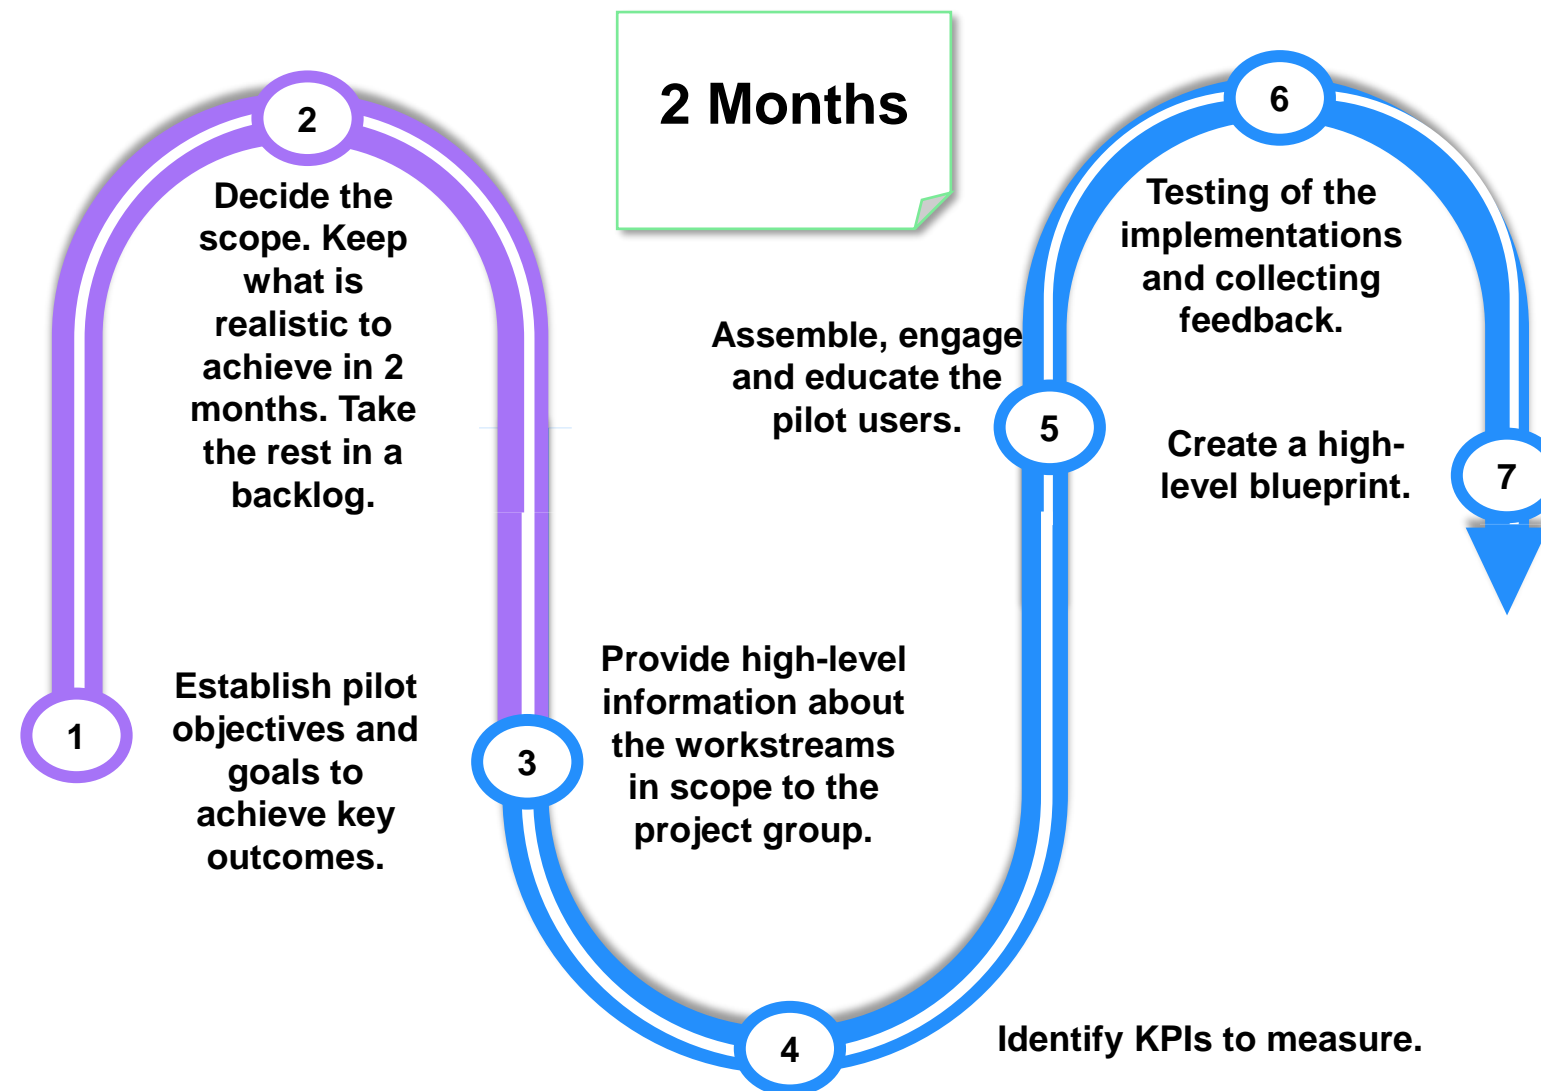 2 Months
1
Establish pilot
objectives and
goals to
achieve key
outcomes.
2
Decide the
scope. Keep
what is
realistic to
achieve in 2
months. Take
the rest in a
backlog.
3
Provide high-level
information about
the workstreams
in scope to the
project group.
4
Identify KPIs to measure.
5
Assemble, engage
and educate the
pilot users.
6
Testing of the
implementations
and collecting
feedback.
7
Create a high-
level blueprint.